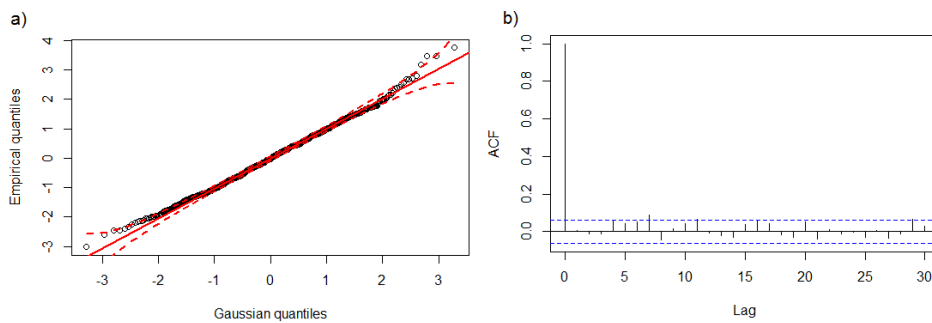 a)
Empirical quantiles
4
3
2
1
0
-1
-2
-3
-3 -2 -1 0 1 2 3
Gaussian quantiles
b)
ACF
1.0
0.8
0.6
0.4
0.2
0.0
0 5 10 15 20 25 30
Lag